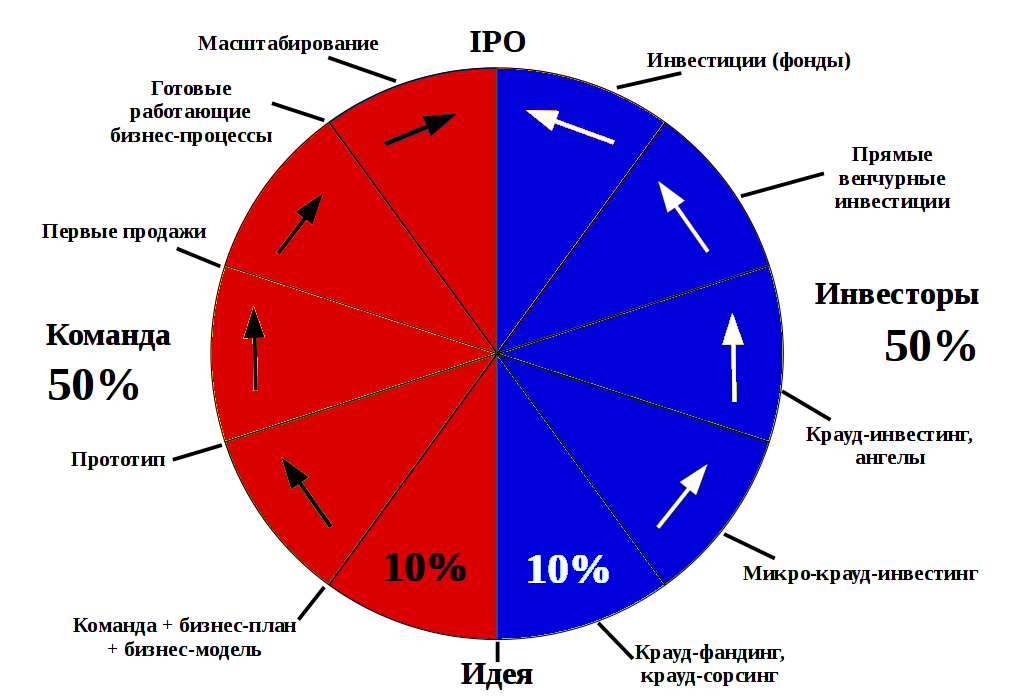 IPO
Масштабирование
Инвестиции (фонды)
Готовые
работающие
бизнес-процессы
Прямые
венчурные
инвестиции
Первые продажи
Инвесторы
50%
Команда
50%
Крауд-инвестинг,
ангелы
Прототип
10%
10%
Микро-крауд-инвестинг
Команда + бизнес-план
+ бизнес-модель
Крауд-фандинг,
крауд-сорсинг
Идея